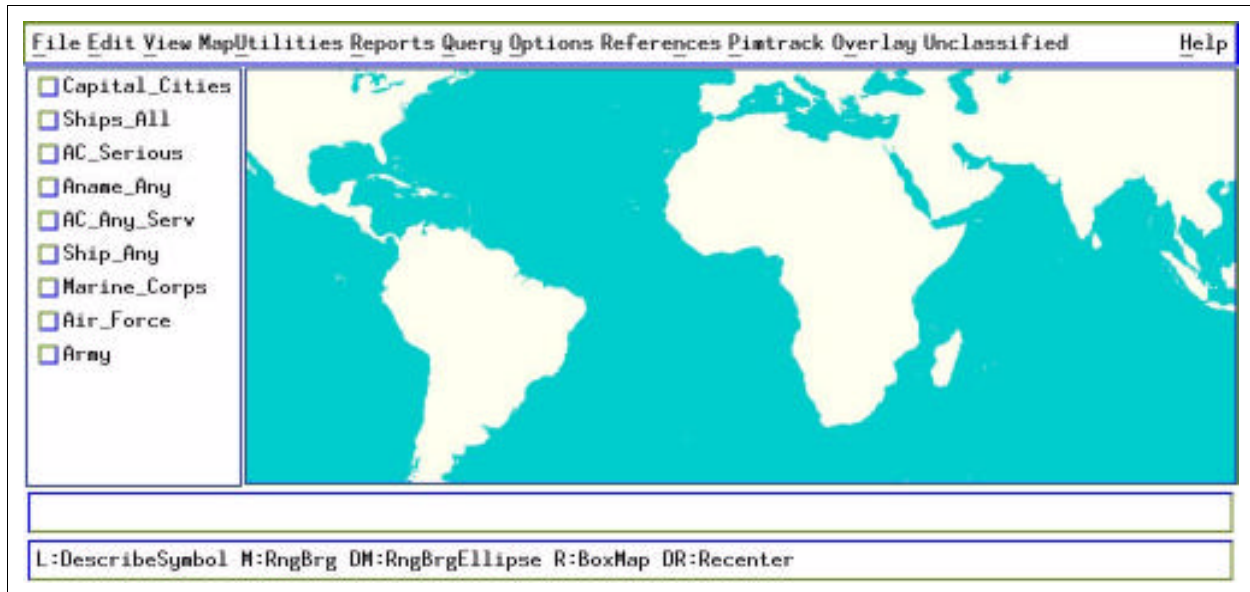 File Edit View MapUtilities Reports Query Options References Pimtrack Overlay Unclassified Help
Capital_Cities
Ships_All
AC_Serious
Aname_Any
AC_Any_Serv
Ship_Any
Marine_Corps
Air_Force
Army
L:DescribeSymbol M:RngBrg DM:RngBrgEllipse R:BoxMap DR:Recenter